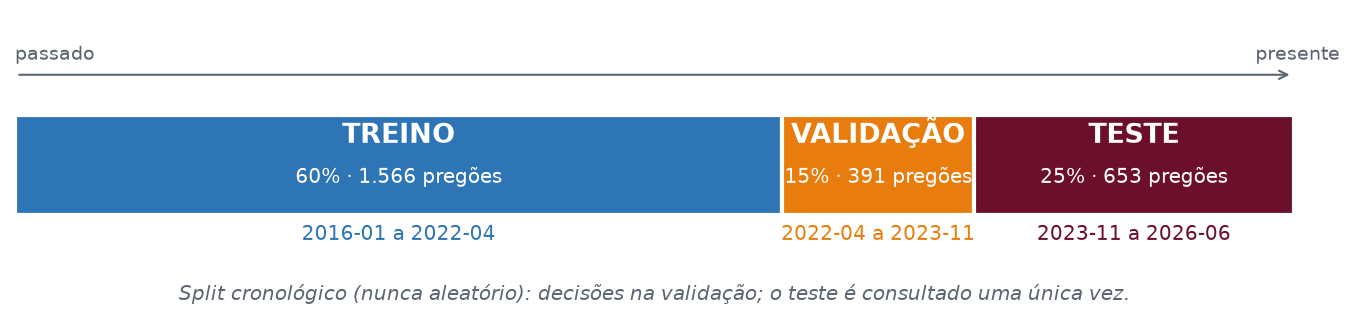 passado
presente
TREINO
VALIDAÇÃO
TESTE
60% · 1.566 pregões
15% · 391 pregões
25% · 653 pregões
2016-01 a 2022-04
2022-04 a 2023-11
2023-11 a 2026-06
Split cronológico (nunca aleatório): decisões na validação; o teste é consultado uma única vez.